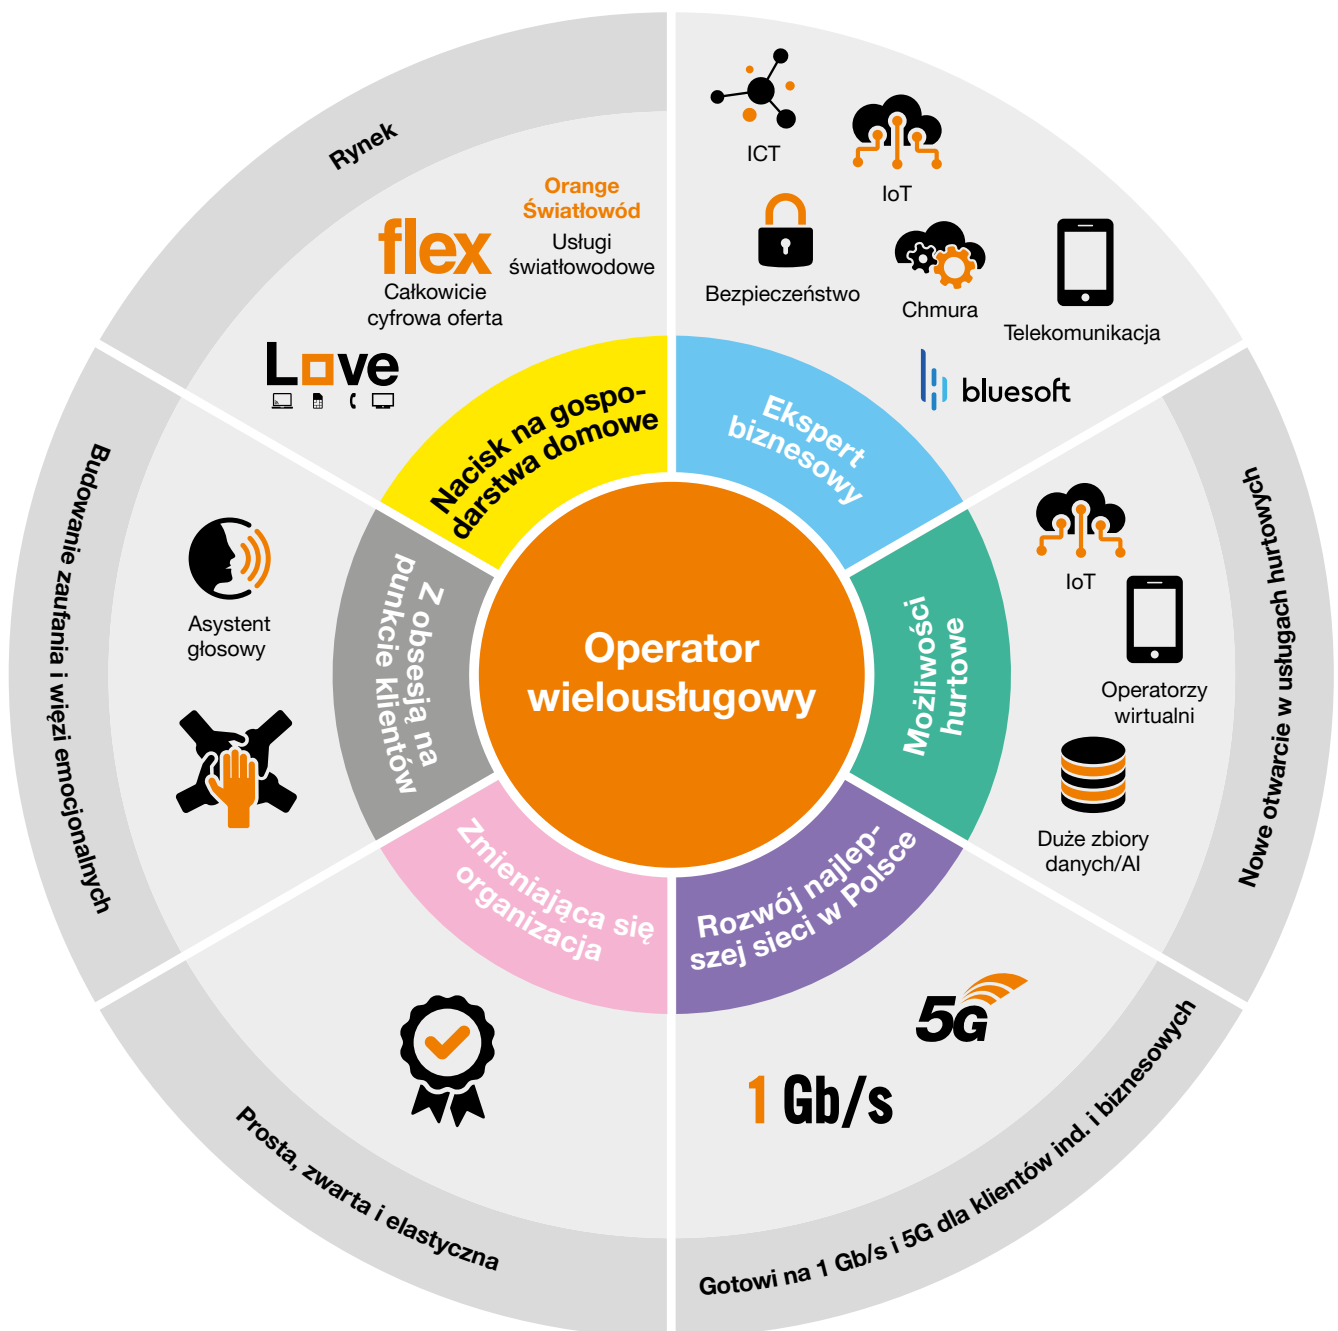 Rynek
Orange
Światłowód
Usługi
światłowodowe
flex
Całkowicie
cyfrowa oferta
Love
Nacisk na gospo-
darstwa domowe
ICT
IoT
Bezpieczeństwo
Chmura
Telekomunikacja
bluesoft
Ekspert
biznesowy
Nowe otwarcie w usługach hurtowych
IoT
Operatorzy
wirtualni
Duże zbiory
danych/AI
Możliwości
hurtowe
Operator
wielousługowy
Budowanie zaufania i więzi emocjonalnych
Asystent
głosowy
Z obsesją na
punkcie klientów
Zmieniająca się
organizacja
Prosta, zwarta i elastyczna
Rozwój najlep-
szej sieci w Polsce
5G
1 Gb/s
Gotowi na 1 Gb/s i 5G dla klientów ind. i biznesowych